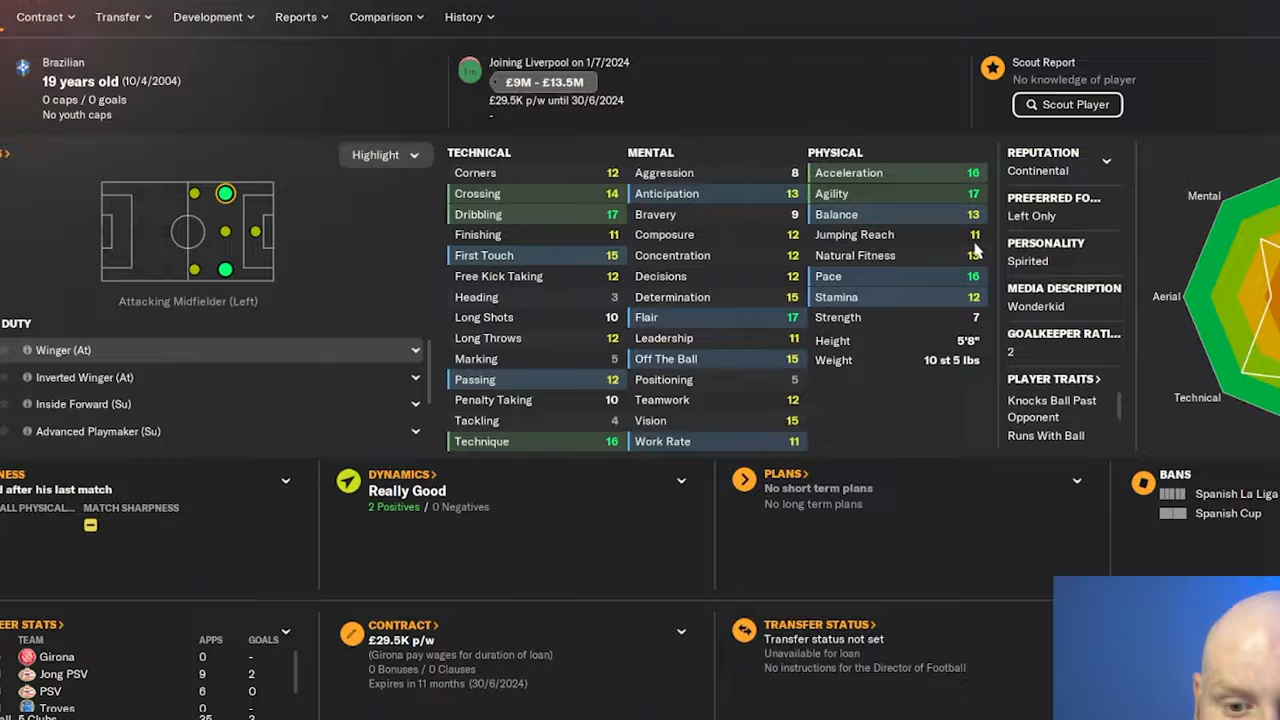 Contract Transfer Development Reports Comparison History
Brazilian
19 years old (10/4/2004)
0 caps / 0 goals
No youth caps
Joining Liverpool on 1/7/2024
£9M - £13.5M
£29.5K p/w until 30/6/2024
-
Scout Report
No knowledge of player
Scout Player
Highlight
Attacking Midfielder (Left)
DUTY
Winger (At)
Inverted Winger (At)
Inside Forward (Su)
Advanced Playmaker (Su)
TECHNICAL
Corners 12
Crossing 14
Dribbling 17
Finishing 11
First Touch 15
Free Kick Taking 12
Heading 3
Long Shots 10
Long Throws 12
Marking 5
Passing 12
Penalty Taking 10
Tackling 4
Technique 16
MENTAL
Aggression 8
Anticipation 13
Bravery 9
Composure 12
Concentration 12
Decisions 12
Determination 15
Flair 17
Leadership 11
Off The Ball 15
Positioning 5
Teamwork 12
Vision 15
Work Rate 11
PHYSICAL
Acceleration 16
Agility 17
Balance 13
Jumping Reach 11
Natural Fitness
Pace 16
Stamina 12
Strength 7
Height 5'8"
Weight 10 st 5 lbs
REPUTATION
Continental
PREFERRED FO...
Left Only
PERSONALITY
Spirited
MEDIA DESCRIPTION
Wonderkid
GOALKEEPER RATI...
2
PLAYER TRAITS>
Knocks Ball Past
Opponent
Runs With Ball
Mental
Aerial
Technical
NESS
d after his last match
ALL PHYSICAL... MATCH SHARPNESS
DYNAMICS>
Really Good
2 Positives / 0 Negatives
PLANS>
No short term plans
No long term plans
BANS
Spanish La Liga
Spanish Cup
EER STATS>
TEAM APPS GOALS
Girona 0 -
Jong PSV 9 2
PSV 6 0
Troyes 0 -
all 5 Clubs
CONTRACT>
£29.5K p/w
(Girona pay wages for duration of loan)
0 Bonuses / 0 Clauses
Expires in 11 months (30/6/2024)
TRANSFER STATUS>
Transfer status not set
Unavailable for loan
No instructions for the Director of Football